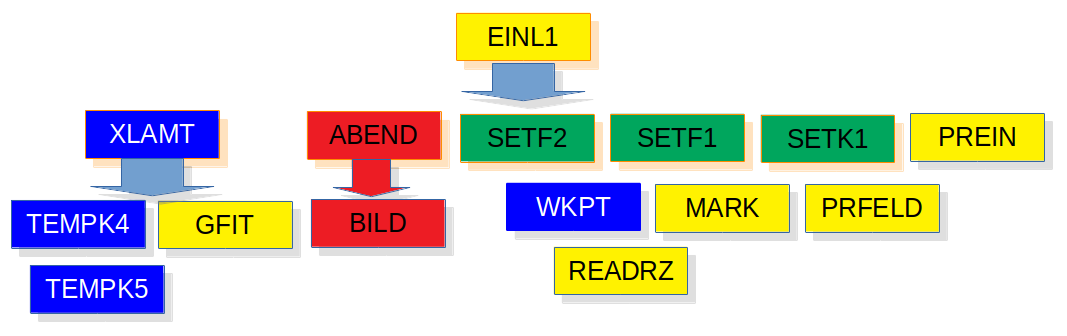 EINL1
XLAMT
ABEND
SETF2
SETF1
SETK1
PREIN
TEMPK4
GFIT
BILD
WKPT
MARK
PRFELD
TEMPK5
READRZ